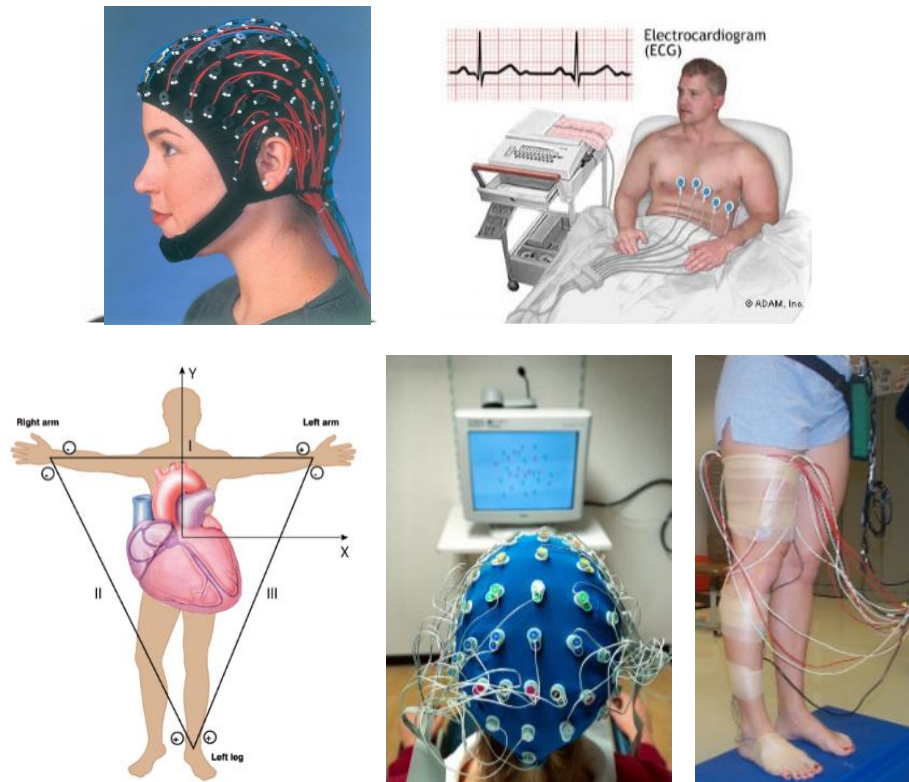 Electrocardiogram
(ECG)
® ADAM, Inc.
Y
Right arm
Left arm
I
X
II
III
Left leg